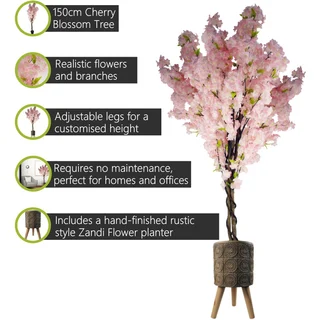 150cm Cherry
Blossom Tree
Realistic flowers
and branches
Adjustable legs for a
customised height
Requires no maintenance,
perfect for homes and offices
Includes a hand-finished rustic
style Zandi Flower planter